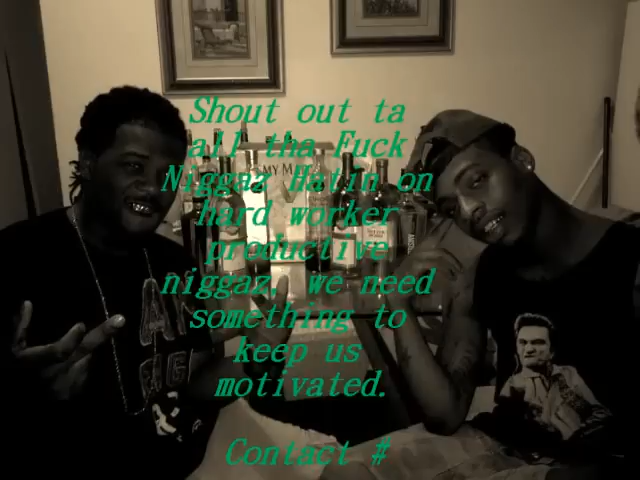 Shout out ta
all tha Fuck
Niggaz Hatin on
hard worker
productive
niggaz, we need
something to
keep us
motivated.
Contact #
MY M